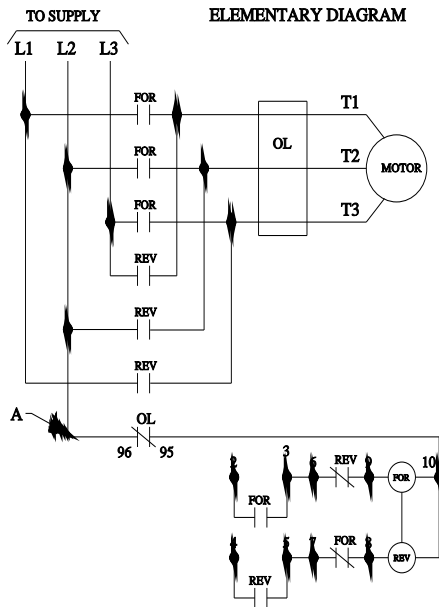 TO SUPPLY ELEMENTARY DIAGRAM
L1 L2 L3
FOR T1
OL
FOR T2 MOTOR
FOR T3
REV
REV
REV
A OL
96 95
2 3 6 REV 9 FOR 10
FOR
4 5 7 FOR 8 REV
REV